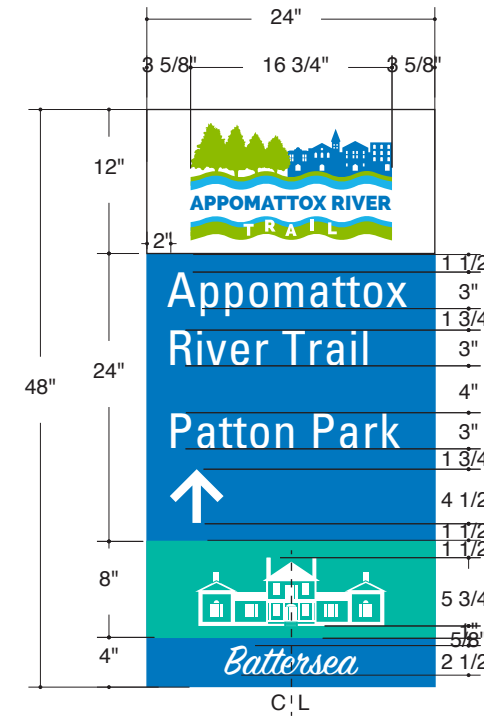 24"
3 5/8" 16 3/4" 3 5/8"
12"
APPOMATTOX RIVER
TRAIL
2"
1 1/2
Appomattox
3"
1 3/4
River Trail
3"
24"
48"
4"
Patton Park
3"
1 3/4
4 1/2
1 1/2
1 1/2
8"
5 3/4
1"
5/8"
4"
Battersea
2 1/2
C L